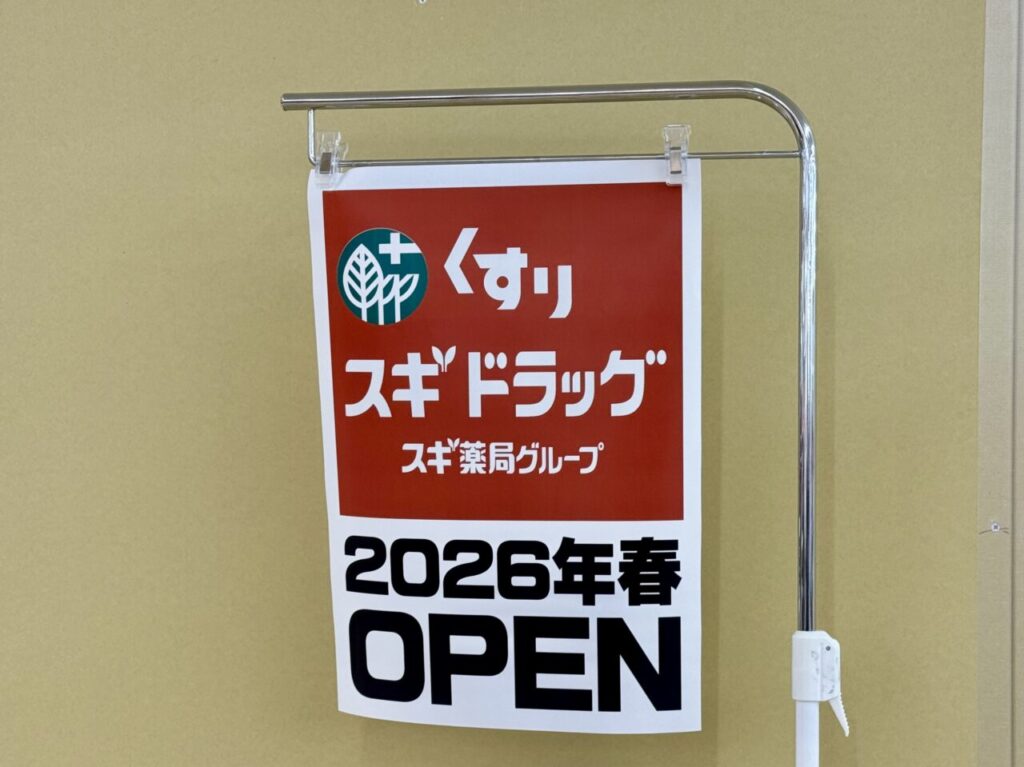 くすり
スギドラッグ
スギ薬局グループ
2026年春
OPEN